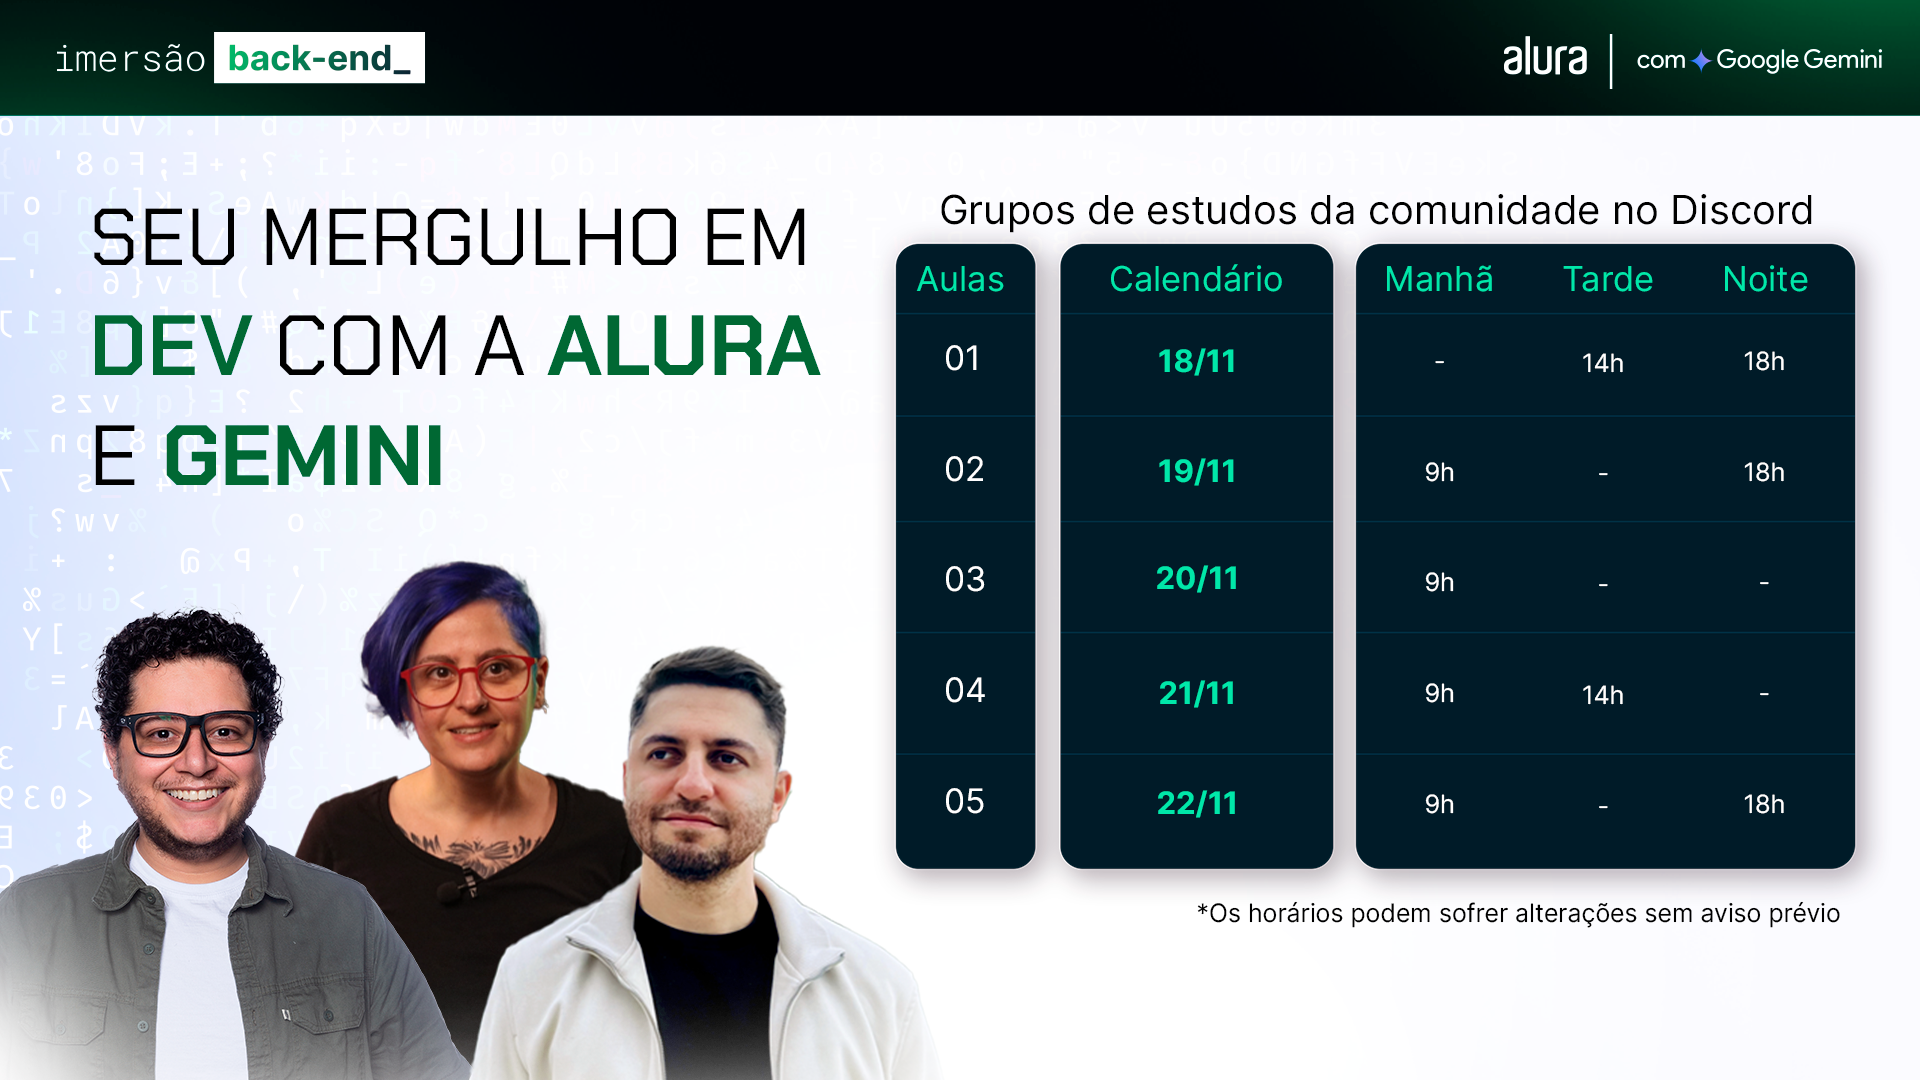 imersão back-end_
alura | com Google Gemini
SEU MERGULHO EM
DEV COM A ALURA
E GEMINI
Grupos de estudos da comunidade no Discord
Aulas Calendário Manhã Tarde Noite
01 18/11 - 14h 18h
02 19/11 9h - 18h
03 20/11 9h - -
04 21/11 9h 14h -
05 22/11 9h - 18h
*Os horários podem sofrer alterações sem aviso prévio